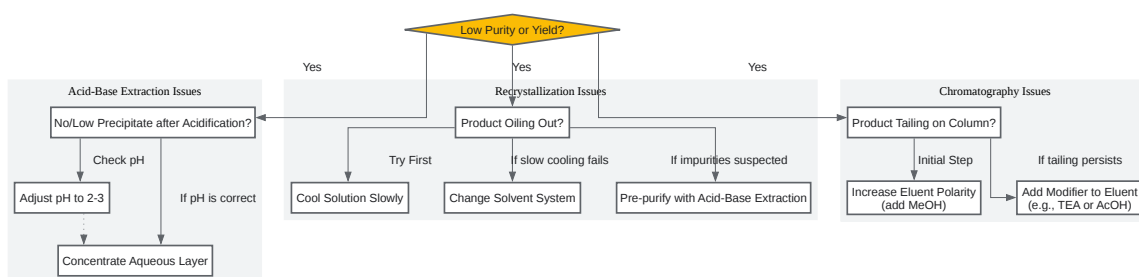 Low Purity or Yield?
Yes
Yes
Yes
Acid-Base Extraction Issues
Recrystallization Issues
Chromatography Issues
No/Low Precipitate after Acidification?
Product Oiling Out?
Product Tailing on Column?
Check pH
Try First
If slow cooling fails
If impurities suspected
Initial Step
If tailing persists
Adjust pH to 2-3
If pH is correct
Cool Solution Slowly
Change Solvent System
Pre-purify with Acid-Base Extraction
Increase Eluent Polarity
(add MeOH)
Add Modifier to Eluent
(e.g., TEA or AcOH)
Concentrate Aqueous Layer